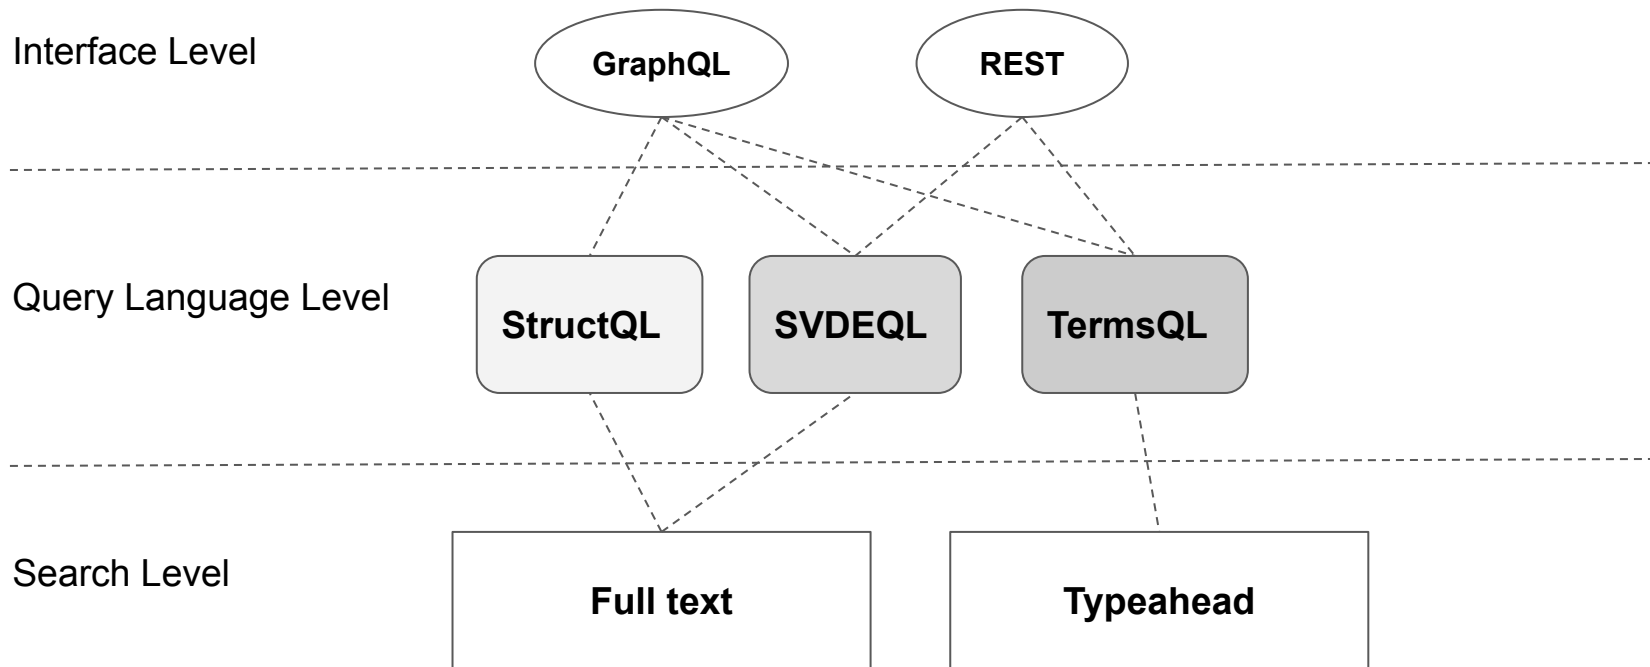 Interface Level
GraphQL
REST
Query Language Level
StructQL
SVDEQL
TermsQL
Search Level
Full text
Typeahead